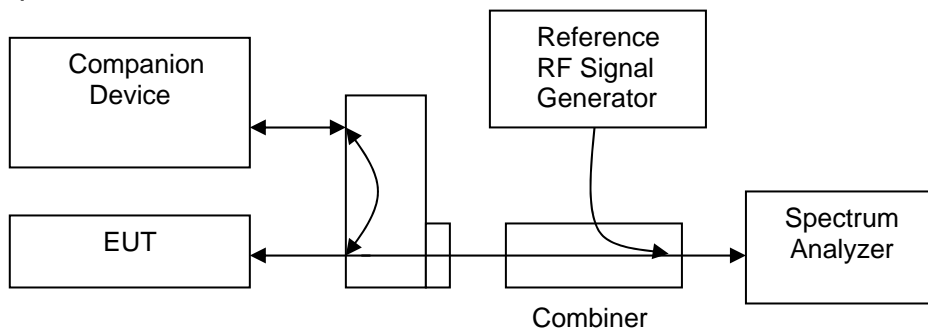 Companion
Device
Reference
RF Signal
Generator
EUT
Spectrum
Analyzer
Combiner